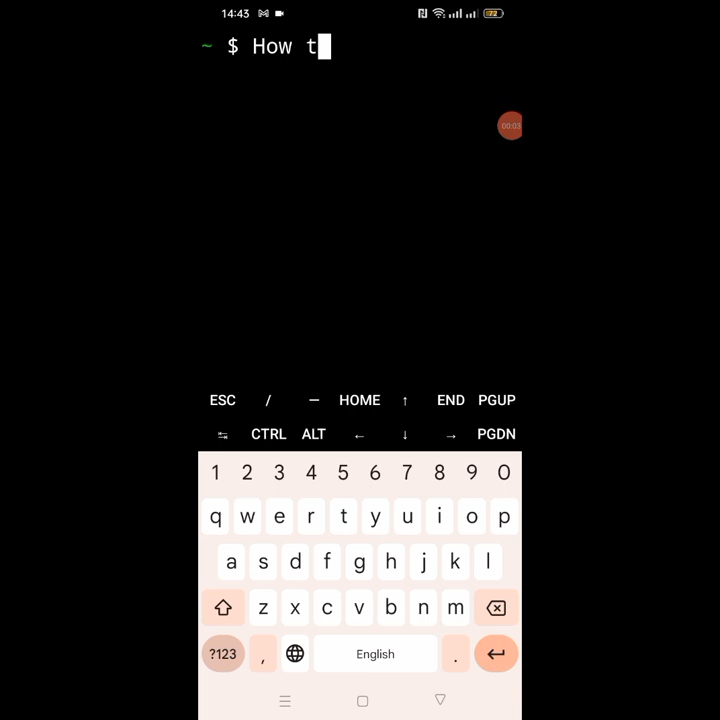 14:43
72
~ $ How t
00:03
ESC / — HOME ↑ END PGUP
↹ CTRL ALT ← ↓ → PGDN
1 2 3 4 5 6 7 8 9 0
q w e r t y u i o p
a s d f g h j k l
z x c v b n m
?123 , English .